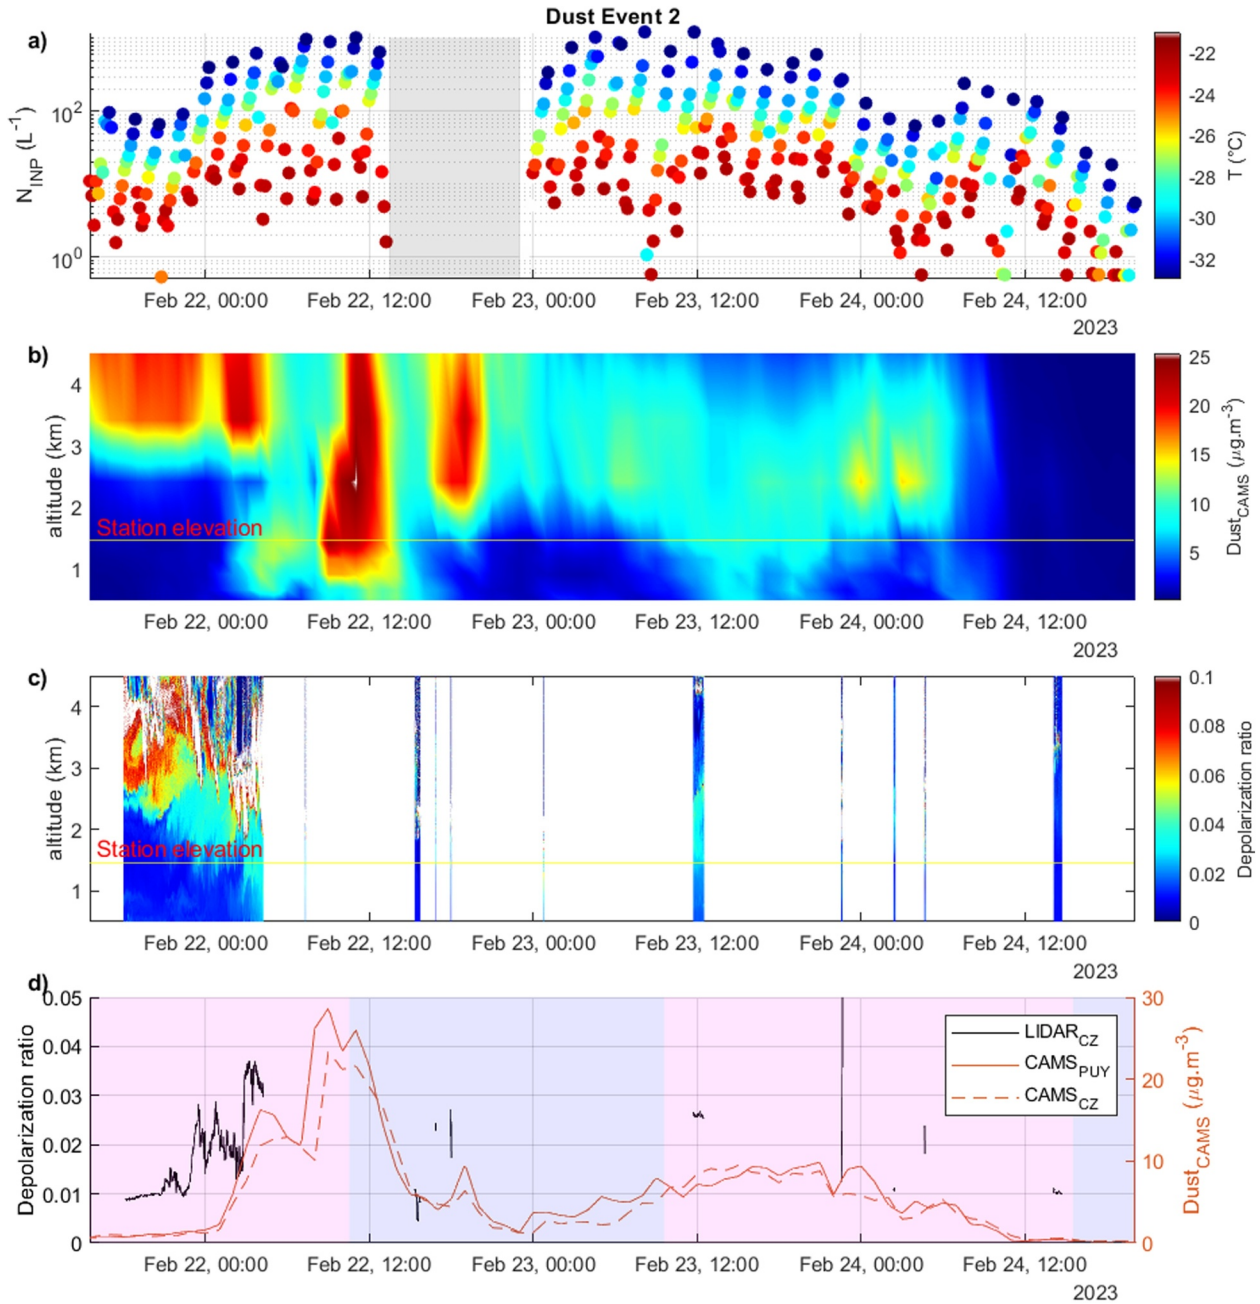 Dust Event 2
a)
N_INP (L^-1)
10^2
10^0
Feb 22, 00:00 Feb 22, 12:00 Feb 23, 00:00 Feb 23, 12:00 Feb 24, 00:00 Feb 24, 12:00
2023
-22
-24
-26
-28
-30
-32
T (°C)
b)
altitude (km)
4
3
2
1
Station elevation
Feb 22, 00:00 Feb 22, 12:00 Feb 23, 00:00 Feb 23, 12:00 Feb 24, 00:00 Feb 24, 12:00
2023
25
20
15
10
5
Dust_CAMS (μg.m^-3)
c)
altitude (km)
4
3
2
1
Station elevation
Feb 22, 00:00 Feb 22, 12:00 Feb 23, 00:00 Feb 23, 12:00 Feb 24, 00:00 Feb 24, 12:00
2023
0.1
0.08
0.06
0.04
0.02
0
Depolarization ratio
d)
Depolarization ratio
0.05
0.04
0.03
0.02
0.01
0
LIDAR_CZ
CAMS_PUY
CAMS_CZ
30
20
10
0
Dust_CAMS (μg.m^-3)
Feb 22, 00:00 Feb 22, 12:00 Feb 23, 00:00 Feb 23, 12:00 Feb 24, 00:00 Feb 24, 12:00
2023